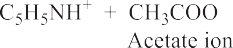 C₅H₅NH⁺ + CH₃COO
Acetate ion